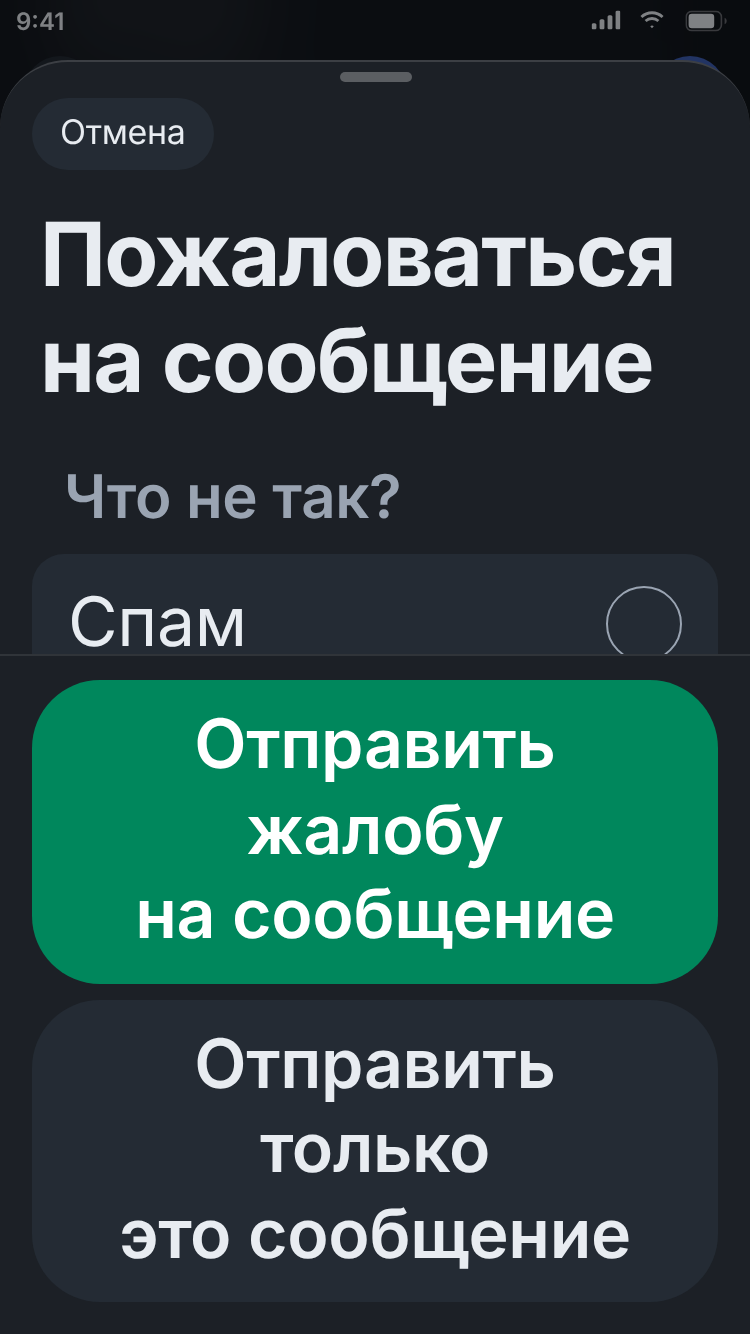 9:41
Отмена
Пожаловаться
на сообщение
Что не так?
Спам
Отправить
жалобу
на сообщение
Отправить
только
это сообщение